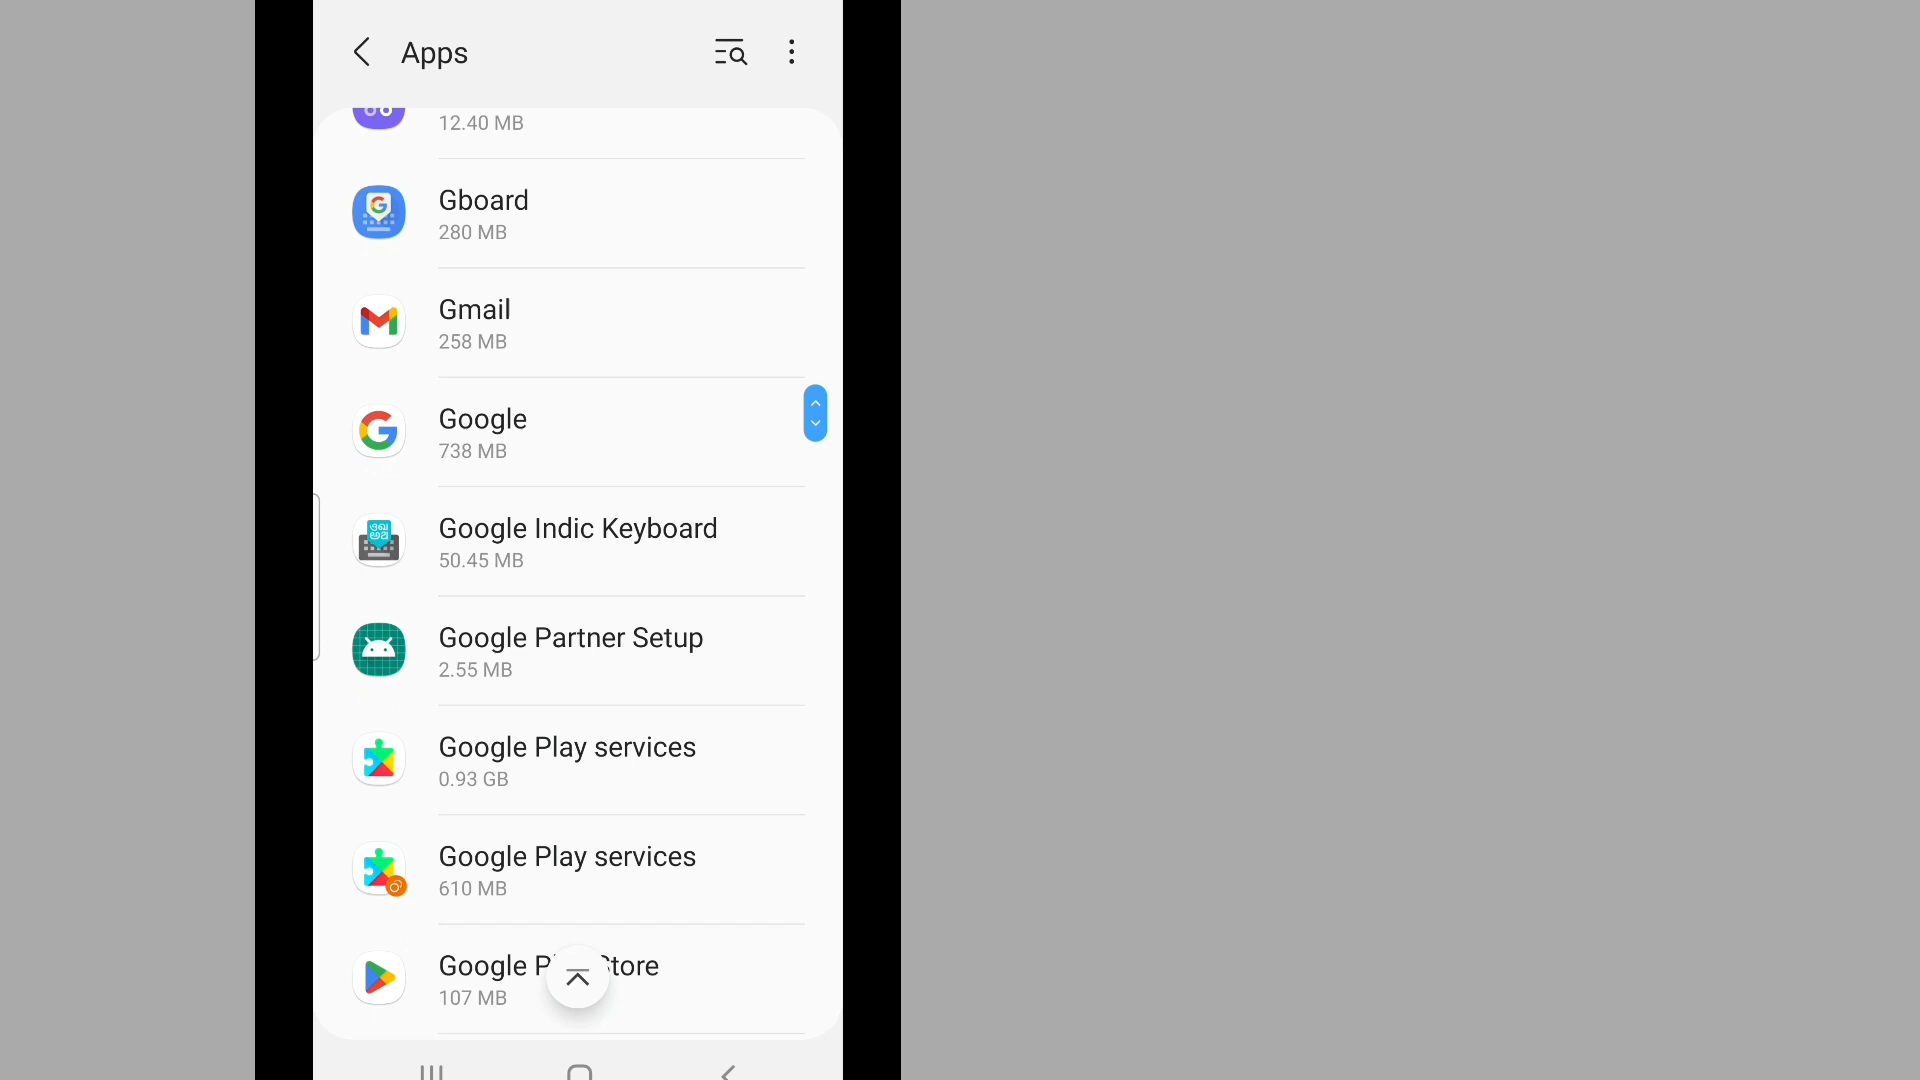 Apps
12.40 MB
Gboard
280 MB
Gmail
258 MB
Google
738 MB
Google Indic Keyboard
50.45 MB
Google Partner Setup
2.55 MB
Google Play services
0.93 GB
Google Play services
610 MB
Google P tore
107 MB